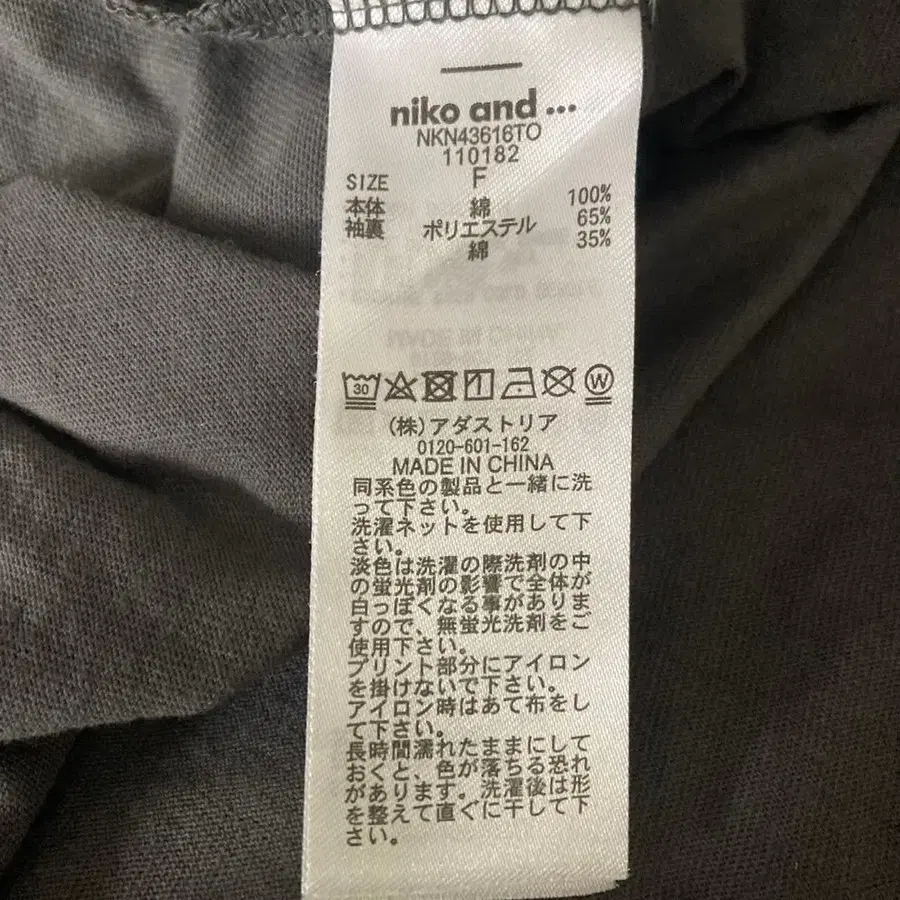 niko and ...
NKN43616TO
110182
SIZE F
本体 綿 100%
袖裏 ポリエステル 65%
綿 35%
30
W
(株)アダストリア
0120-601-162
MADE IN CHINA
同系色の製品と一緒に洗
って下さい。
洗濯ネットを使用して下
さい。
淡色は洗濯の際洗剤の中
の蛍光剤の影響で全体が
白っぽくなる事がありま
すので、無蛍光洗剤をご
使用下さい。
プリント部分にアイロン
を掛けないで下さい。
アイロン時はあて布をし
て下さい。
長時間濡れたままにして
おくと、色が落ちる恐れ
があります。洗濯後は形
を整えて直ぐに干して下
さい。